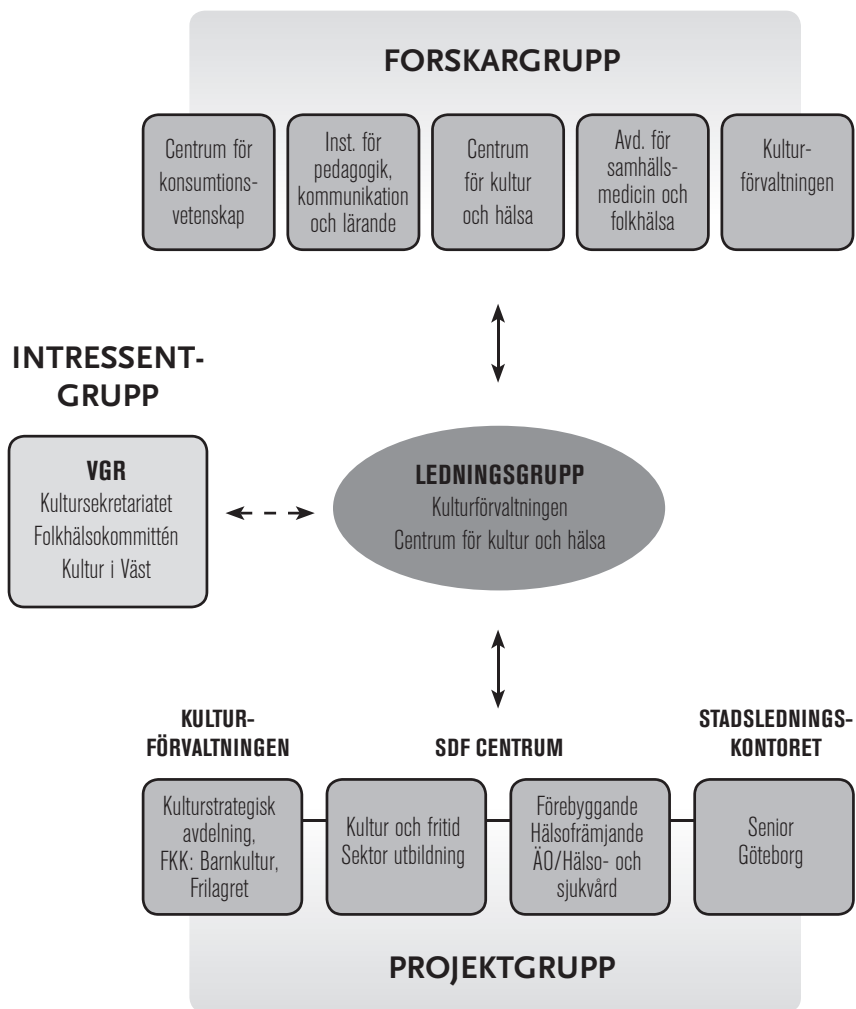 FORSKARGRUPP
Centrum för
konsumtions-
vetenskap
Inst. för
pedagogik,
kommunikation
och lärande
Centrum
för kultur
och hälsa
Avd. för
samhälls-
medicin och
folkhälsa
Kultur-
förvaltningen
INTRESSENT-
GRUPP
VGR
Kultursekretariatet
Folkhälsokommittén
Kultur i Väst
LEDNINGSGRUPP
Kulturförvaltningen
Centrum för kultur och hälsa
KULTUR-
FÖRVALTNINGEN
SDF CENTRUM
STADSLEDNINGS-
KONTORET
Kulturstrategisk
avdelning,
FKK: Barnkultur,
Frilagret
Kultur och fritid
Sektor utbildning
Förebyggande
Hälsofrämjande
ÄO/Hälso- och
sjukvård
Senior
Göteborg
PROJEKTGRUPP